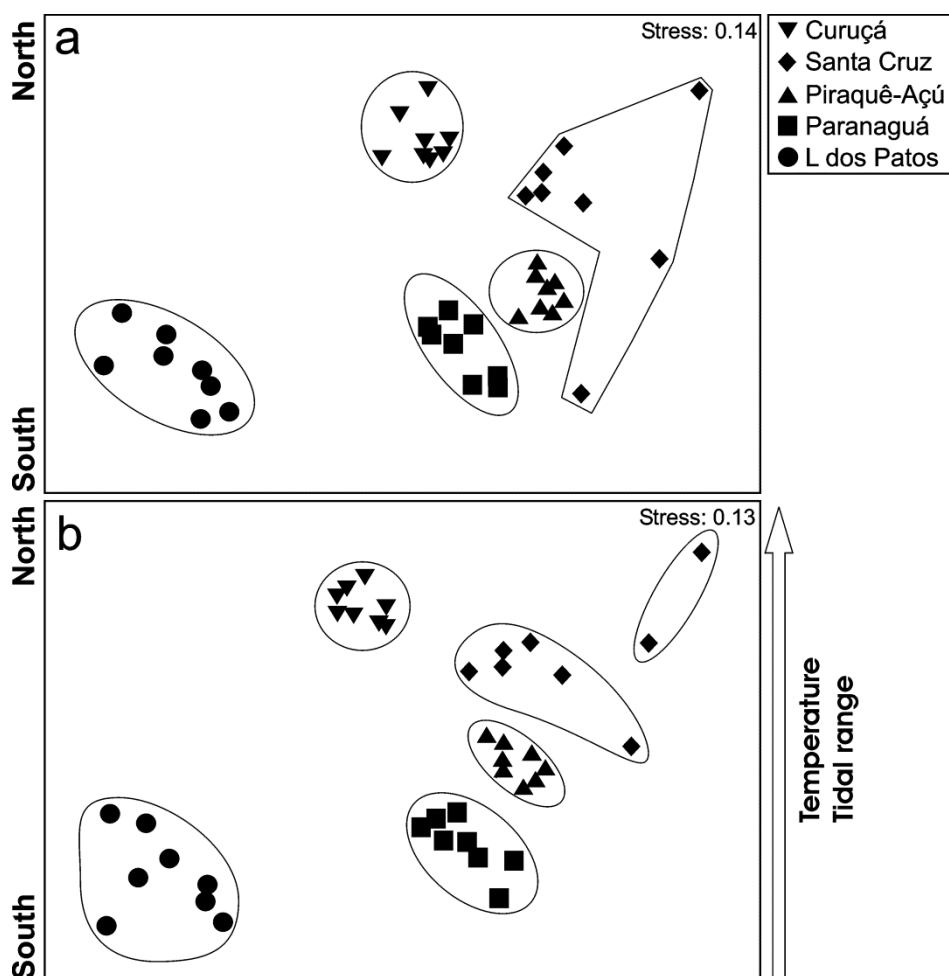 a
Stress: 0.14
North
South
Curuçá
Santa Cruz
Piraquê-Açú
Paranaguá
L dos Patos
b
Stress: 0.13
North
South
Temperature
Tidal range